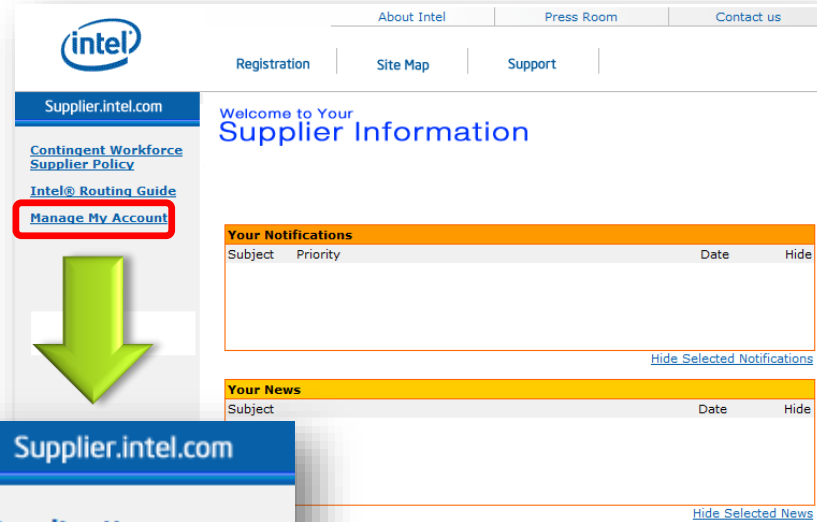 About Intel Press Room Contact us
intel
Registration Site Map Support
Supplier.intel.com
Welcome to Your
Supplier Information
Contingent Workforce
Supplier Policy
Intel® Routing Guide
Manage My Account
Your Notifications
Subject Priority Date Hide
Hide Selected Notifications
Your News
Subject Date Hide
Supplier.intel.com
Hide Selected News